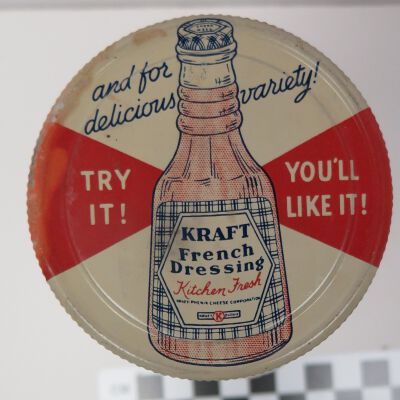 and for
delicious variety!
TRY
IT!
YOU'LL
LIKE IT!
KRAFT
French
Dressing
Kitchen Fresh
KRAFT-PHENIX CHEESE CORPORATION